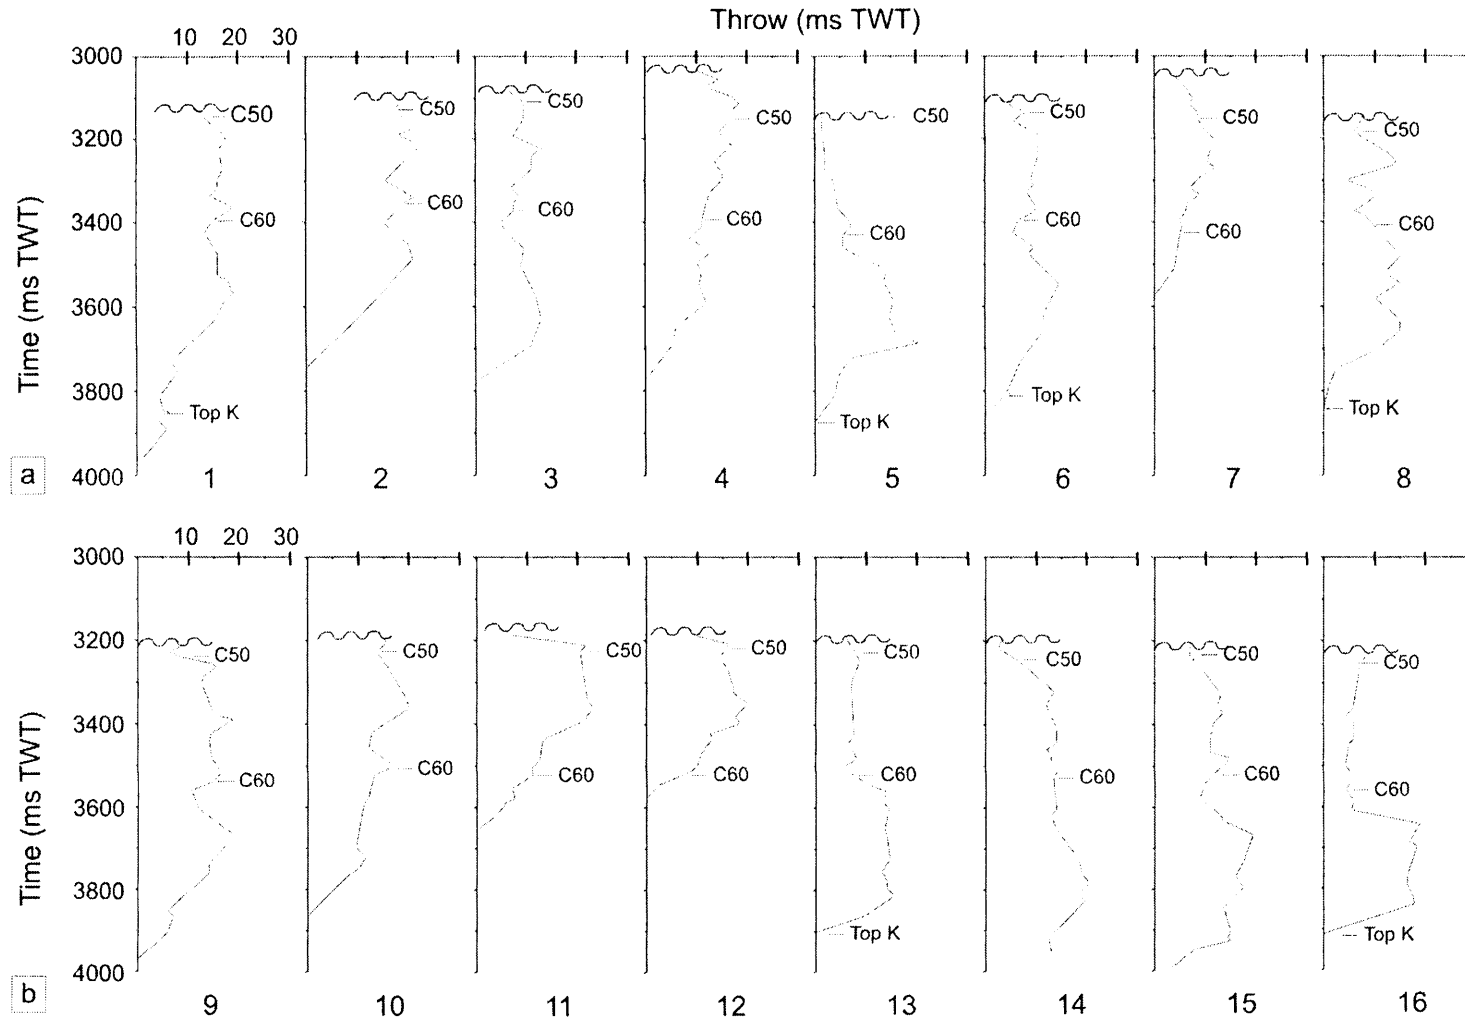 Throw (ms TWT)
10 20 30
3000
C50 C50 C50 C50 C50 C50 C50 C50
3200
C60 C60 C60 C60 C60 C60 C60 C60
3400
3600
3800
Top K Top K Top K Top K
4000
Time (ms TWT)
a 1 2 3 4 5 6 7 8
10 20 30
3000
3200
C50 C50 C50 C50 C50 C50 C50 C50
3400
C60 C60 C60 C60 C60 C60 C60 C60
3600
3800
Top K Top K
4000
Time (ms TWT)
b 9 10 11 12 13 14 15 16